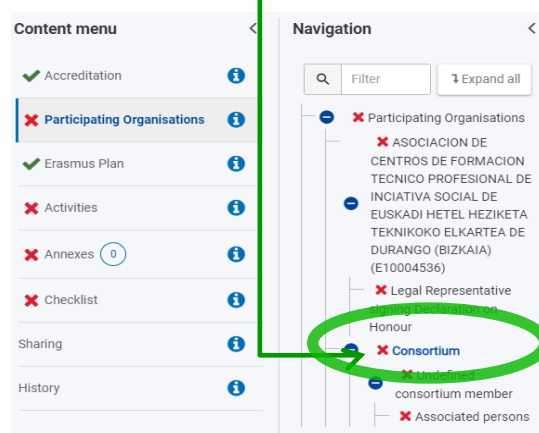 Content menu
Accreditation
Participating Organisations
Erasmus Plan
Activities
Annexes 0
Checklist
Sharing
History
Navigation
Filter
Expand all
Participating Organisations
ASOCIACION DE
CENTROS DE FORMACION
TECNICO PROFESIONAL DE
INCIATIVA SOCIAL DE
EUSKADI HETEL HEZIKETA
TEKNIKOKO ELKARTEA DE
DURANGO (BIZKAIA)
(E10004536)
Legal Representative
signing Declaration on
Honour
Consortium
Undefined
consortium member
Associated persons